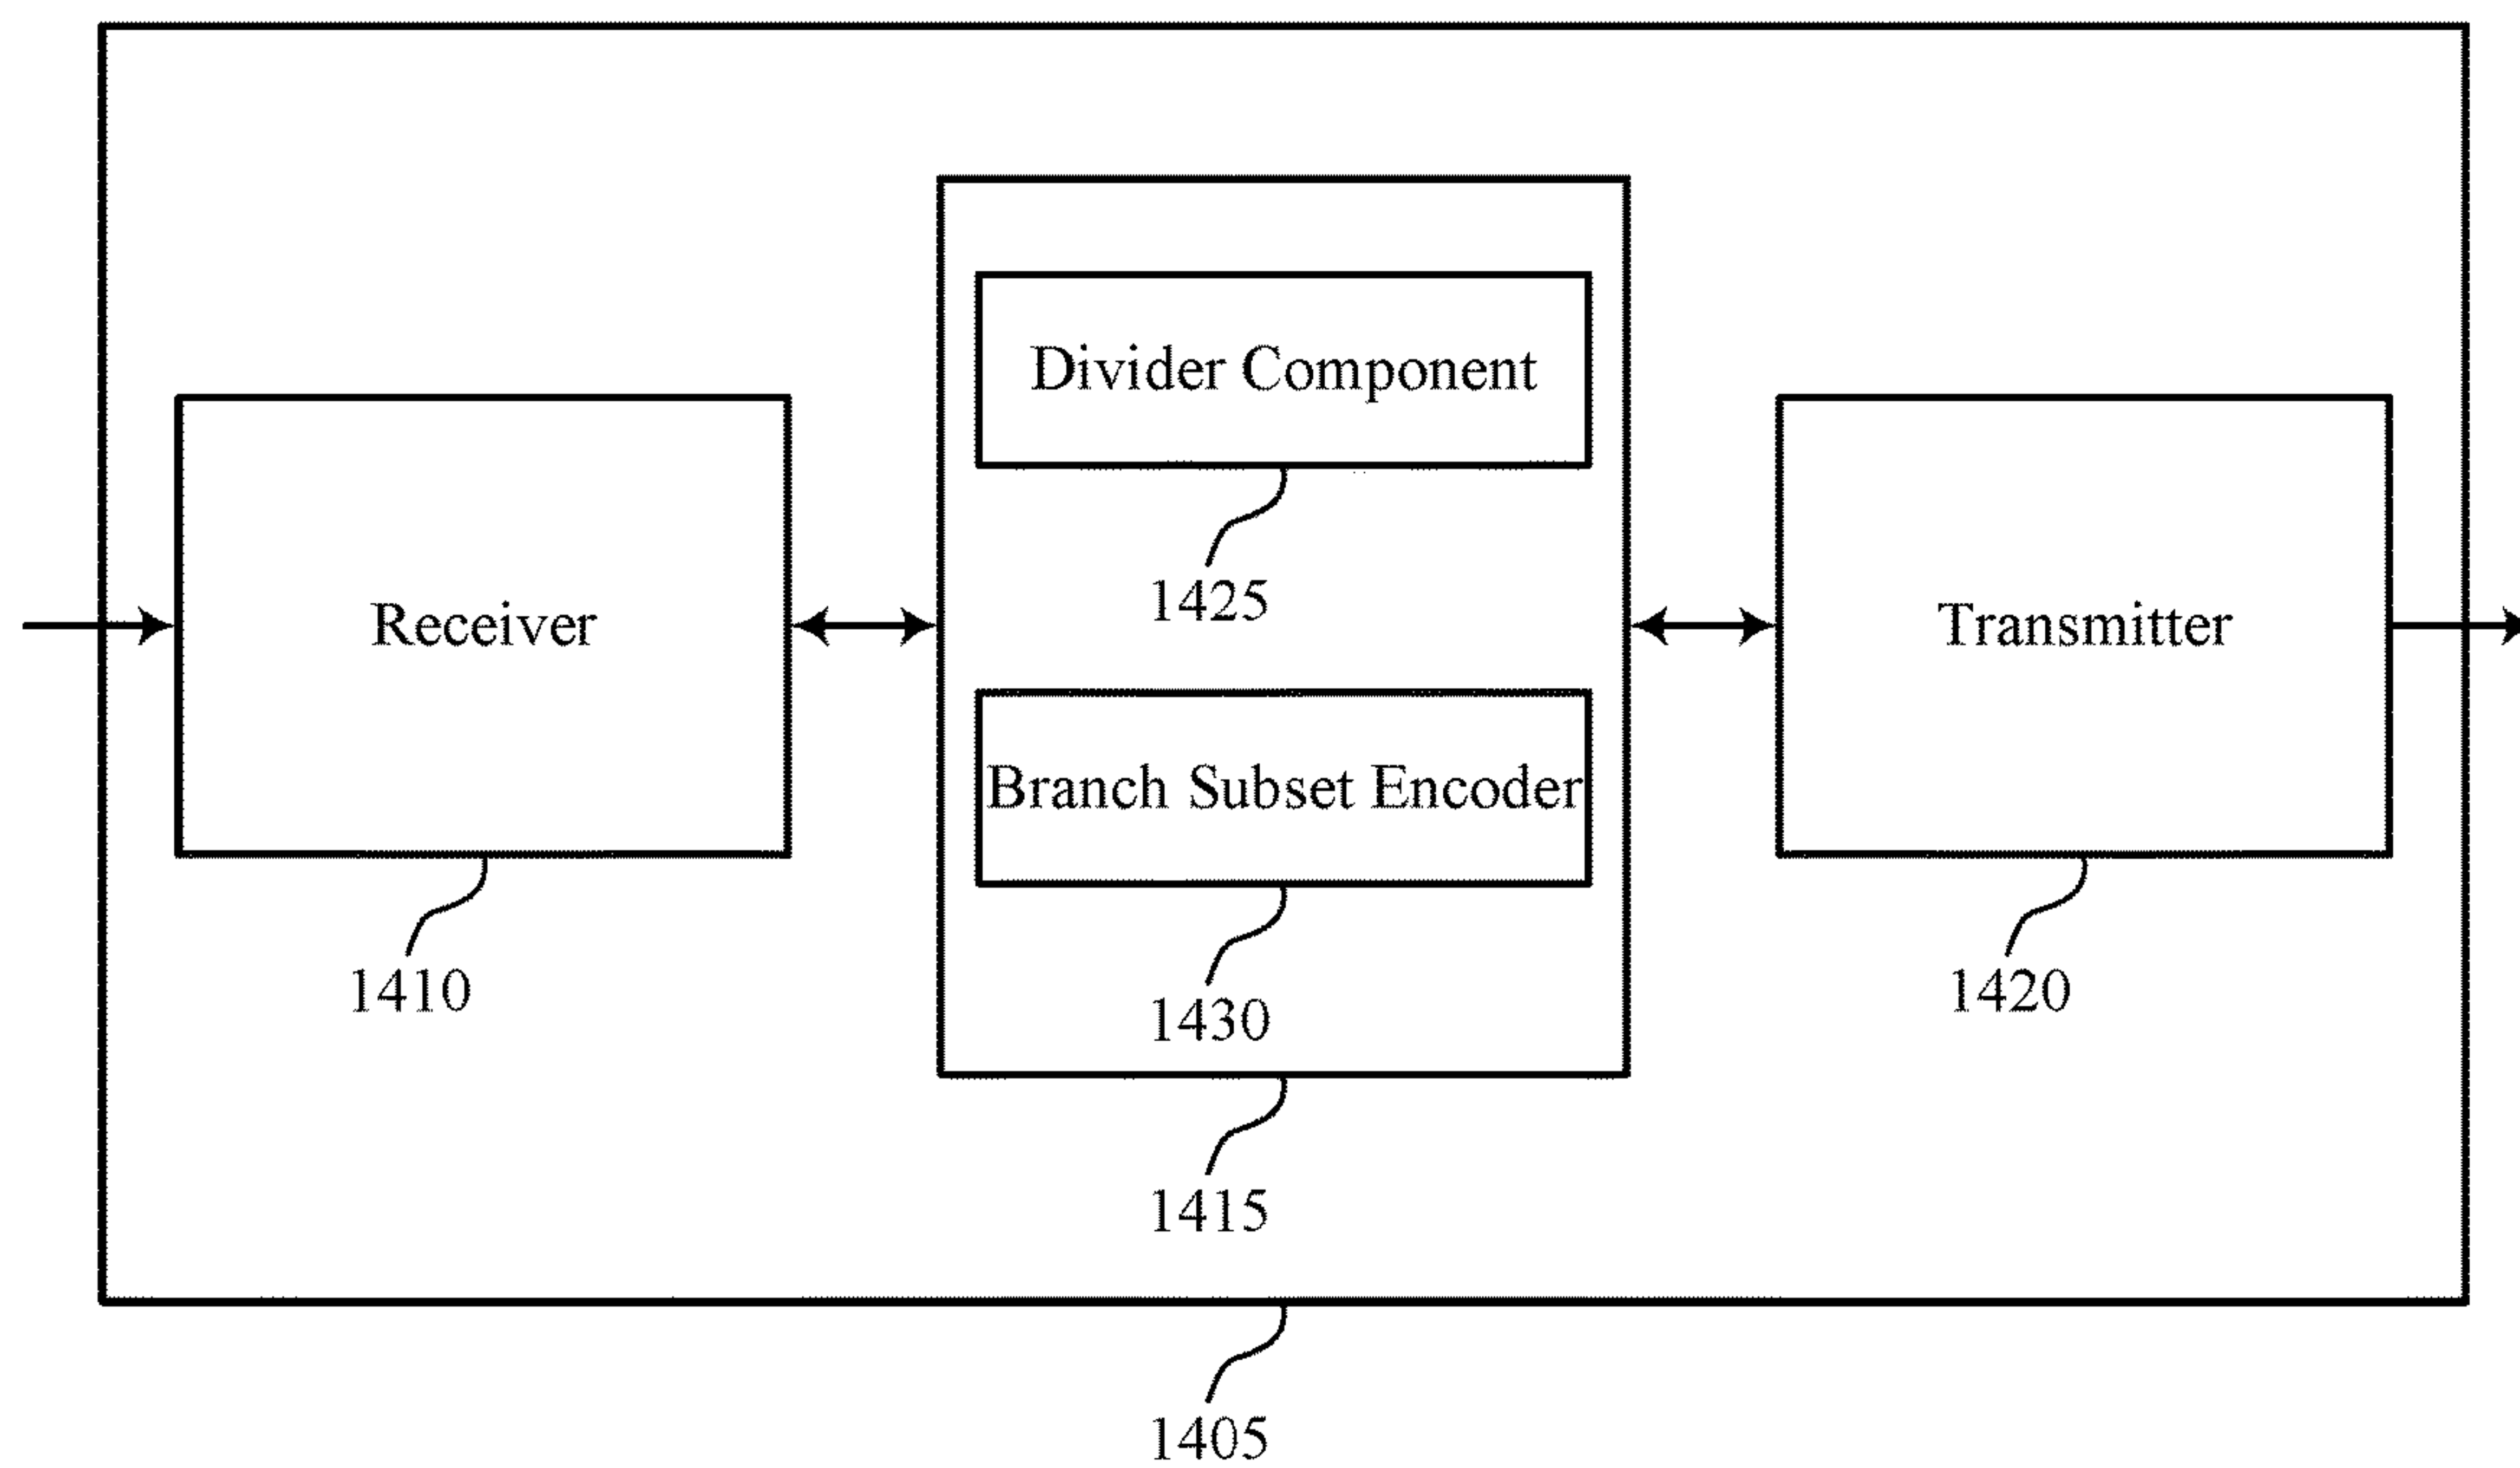 Divider Component
1425
Receiver
Transmitter
Branch Subset Encoder
1410
1430
1420
1415
1405